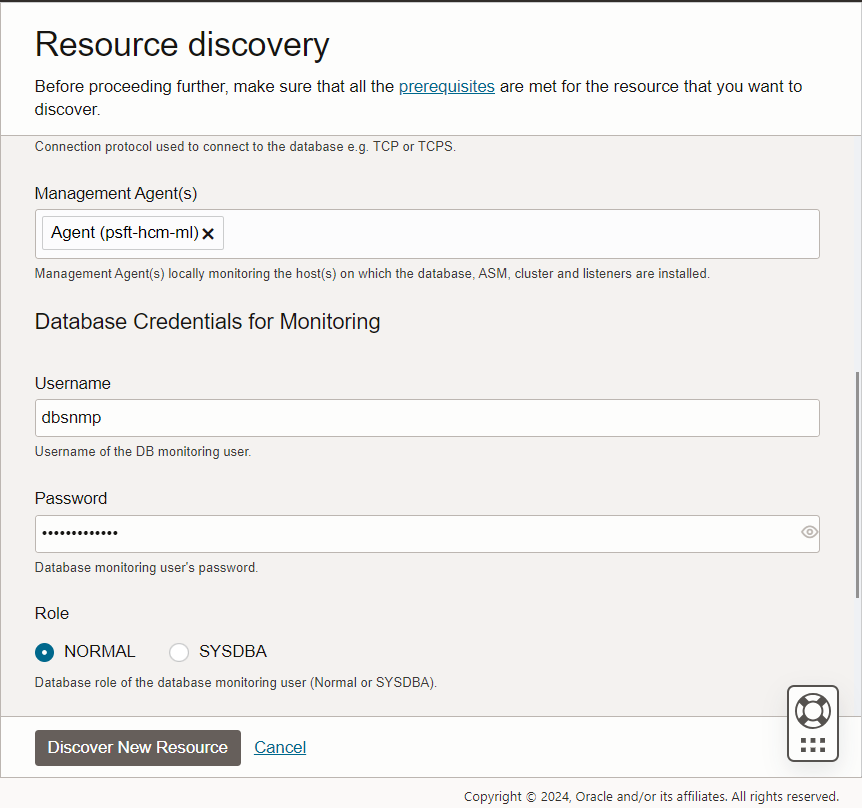 Resource discovery
Before proceeding further, make sure that all the prerequisites are met for the resource that you want to
discover.
Connection protocol used to connect to the database e.g. TCP or TCPS.
Management Agent(s)
Agent (psft-hcm-ml)
Management Agent(s) locally monitoring the host(s) on which the database, ASM, cluster and listeners are installed.
Database Credentials for Monitoring
Username
dbsnmp
Username of the DB monitoring user.
Password
•••••••••••••
Database monitoring user's password.
Role
NORMAL SYSDBA
Database role of the database monitoring user (Normal or SYSDBA).
Discover New Resource Cancel
Copyright © 2024, Oracle and/or its affiliates. All rights reserved.